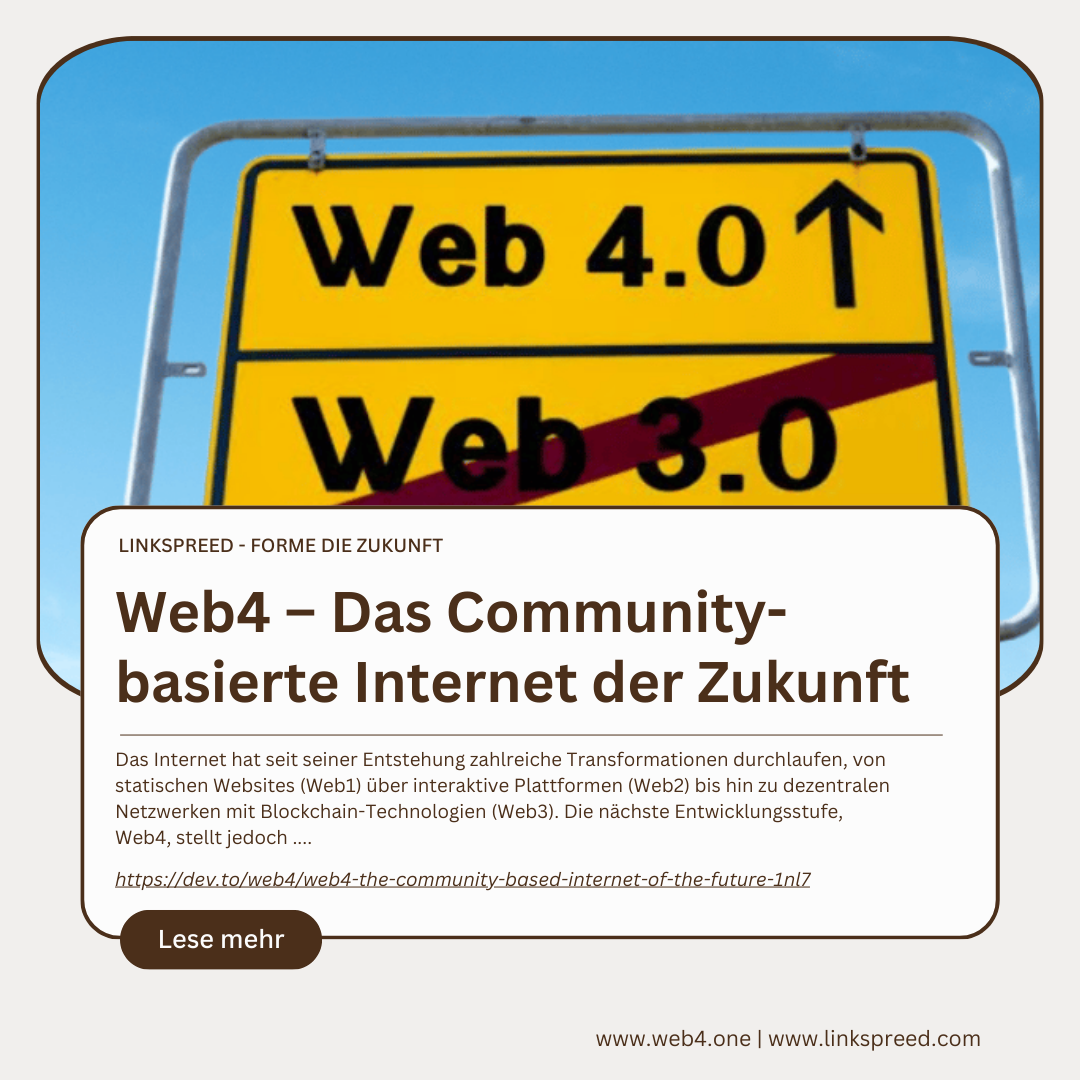 Web 4.0
Web 3.0
LINKSPREED - FORME DIE ZUKUNFT
Web4 – Das Community-
basierte Internet der Zukunft
Das Internet hat seit seiner Entstehung zahlreiche Transformationen durchlaufen, von
statischen Websites (Web1) über interaktive Plattformen (Web2) bis hin zu dezentralen
Netzwerken mit Blockchain-Technologien (Web3). Die nächste Entwicklungsstufe,
Web4, stellt jedoch ....
https://dev.to/web4/web4-the-community-based-internet-of-the-future-1nl7
Lese mehr
www.web4.one | www.linkspreed.com